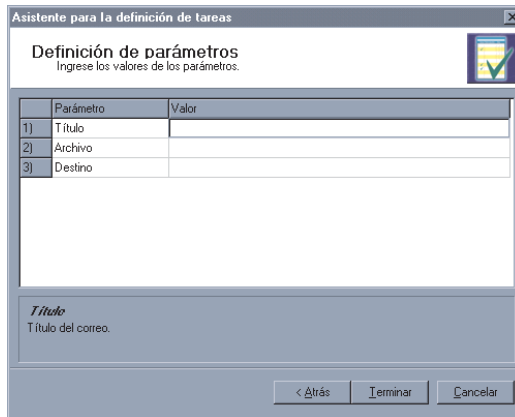 Asistente para la definición de tareas
Definición de parámetros
Ingrese los valores de los parámetros.
Parámetro Valor
1) Título
2) Archivo
3) Destino
Título
Título del correo.
< Atrás Terminar Cancelar